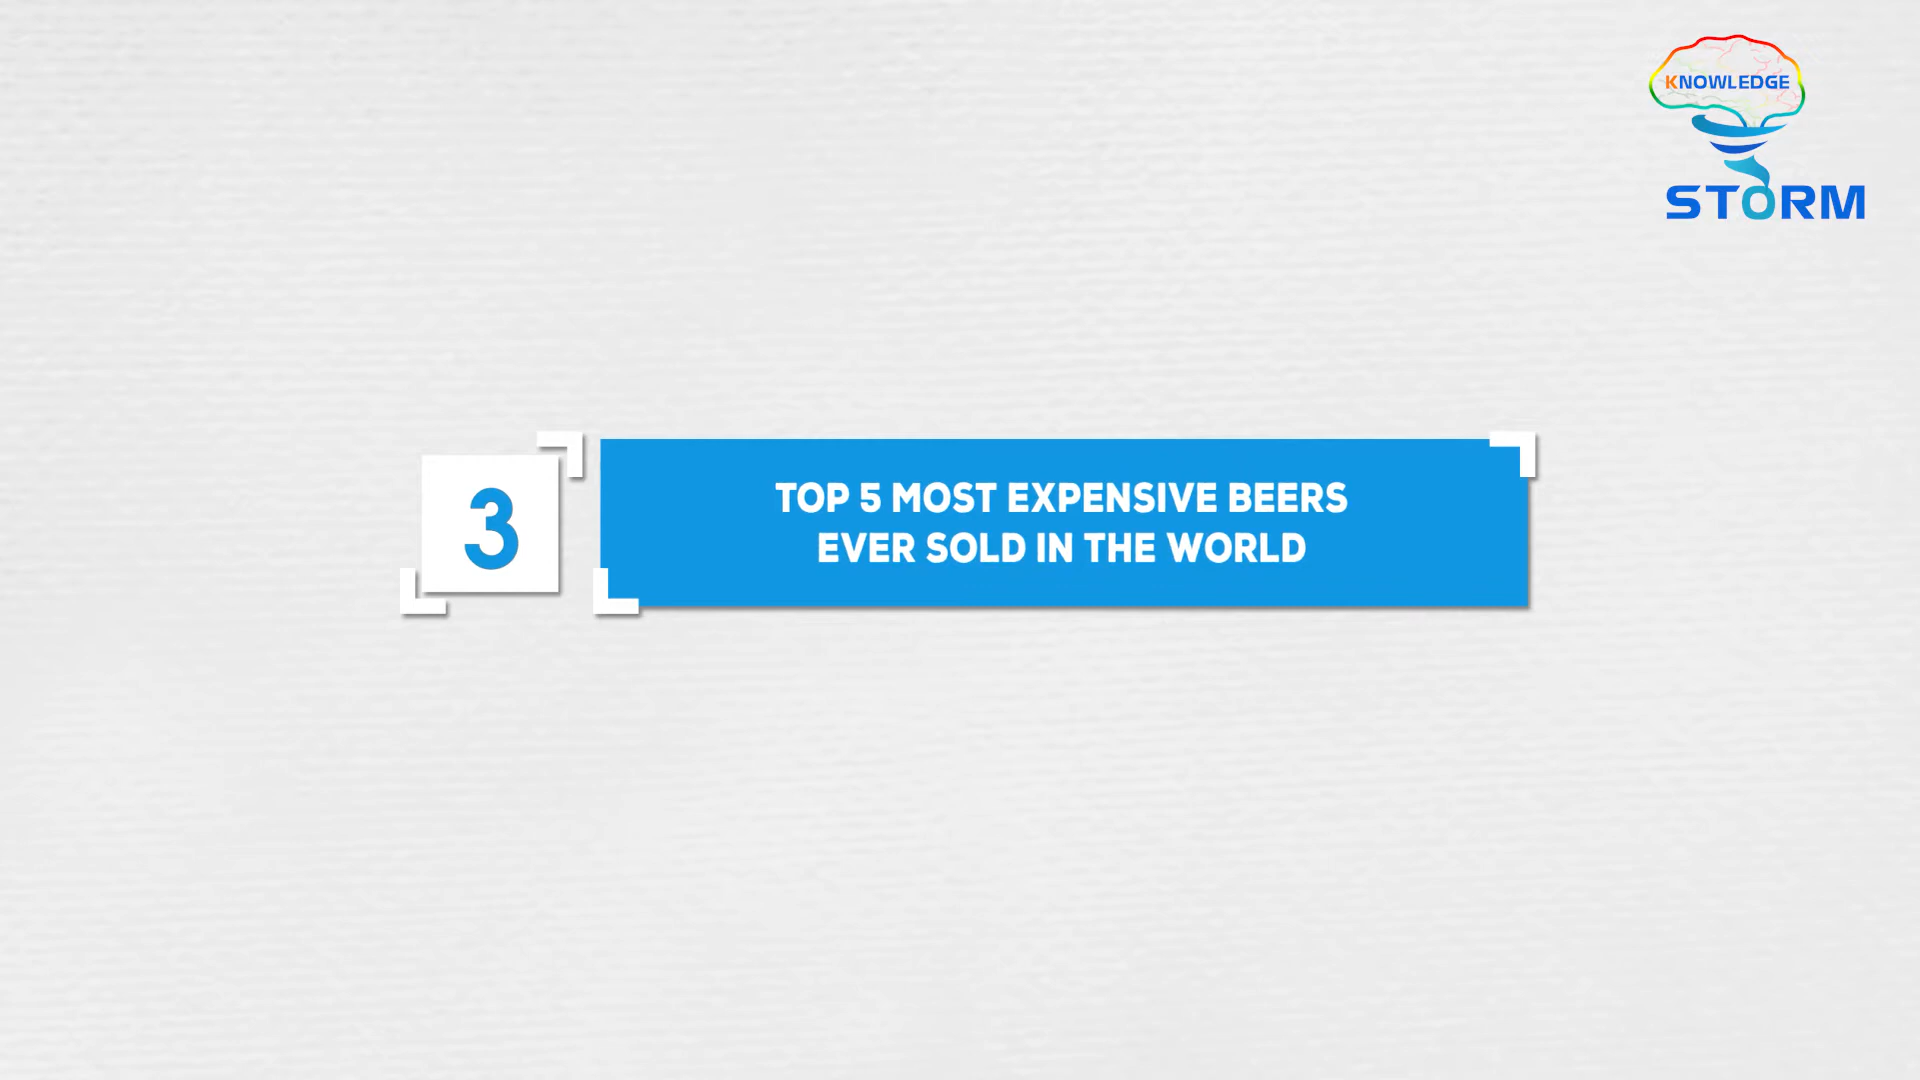 KNOWLEDGE
STORM
3
TOP 5 MOST EXPENSIVE BEERS
EVER SOLD IN THE WORLD